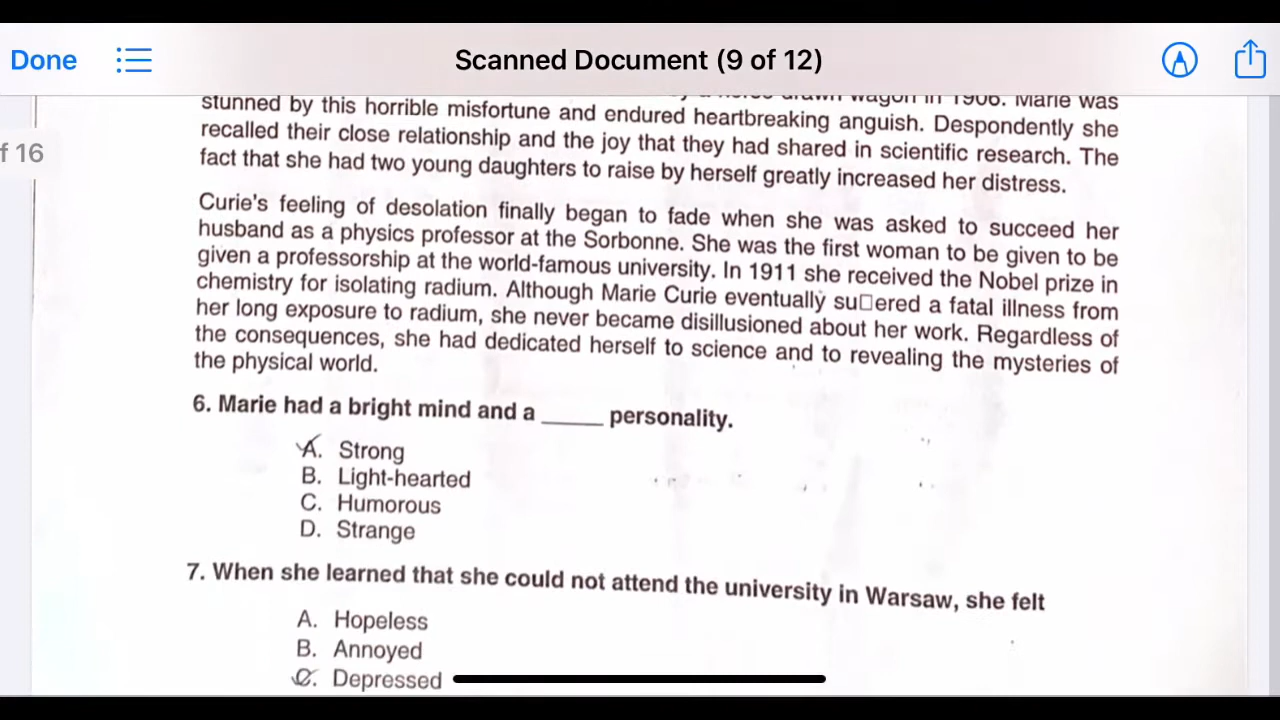 Done
Scanned Document (9 of 12)
f 16
wagon in 1906. Marie was
stunned by this horrible misfortune and endured heartbreaking anguish. Despondently she
recalled their close relationship and the joy that they had shared in scientific research. The
fact that she had two young daughters to raise by herself greatly increased her distress.
Curie's feeling of desolation finally began to fade when she was asked to succeed her
husband as a physics professor at the Sorbonne. She was the first woman to be given to be
given a professorship at the world-famous university. In 1911 she received the Nobel prize in
chemistry for isolating radium. Although Marie Curie eventually su□ered a fatal illness from
her long exposure to radium, she never became disillusioned about her work. Regardless of
the consequences, she had dedicated herself to science and to revealing the mysteries of
the physical world.
6. Marie had a bright mind and a _____ personality.
A. Strong
B. Light-hearted
C. Humorous
D. Strange
7. When she learned that she could not attend the university in Warsaw, she felt
A. Hopeless
B. Annoyed
C. Depressed